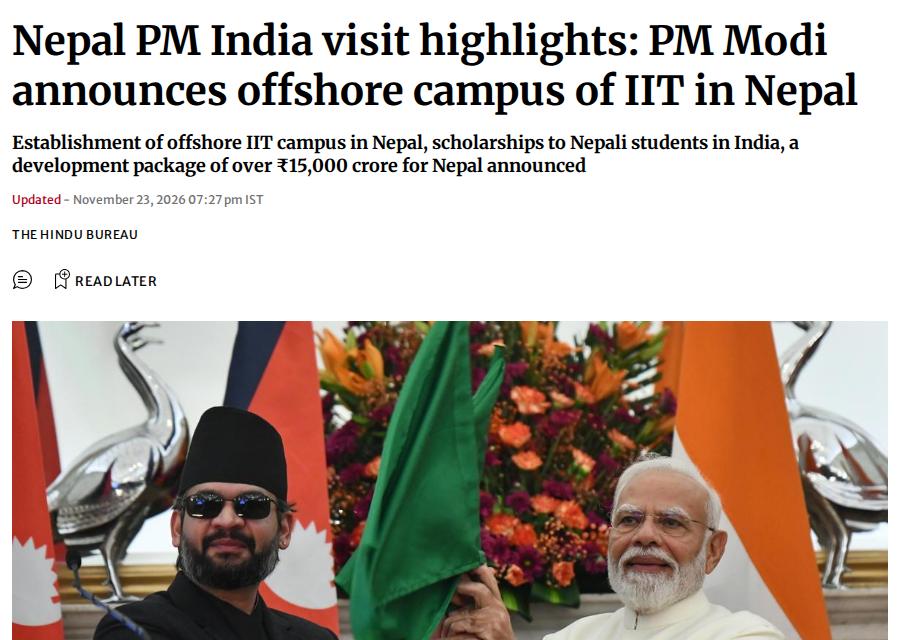 Nepal PM India visit highlights: PM Modi
announces offshore campus of IIT in Nepal
Establishment of offshore IIT campus in Nepal, scholarships to Nepali students in India, a
development package of over ₹15,000 crore for Nepal announced
Updated - November 23, 2026 07:27 pm IST
THE HINDU BUREAU
READ LATER